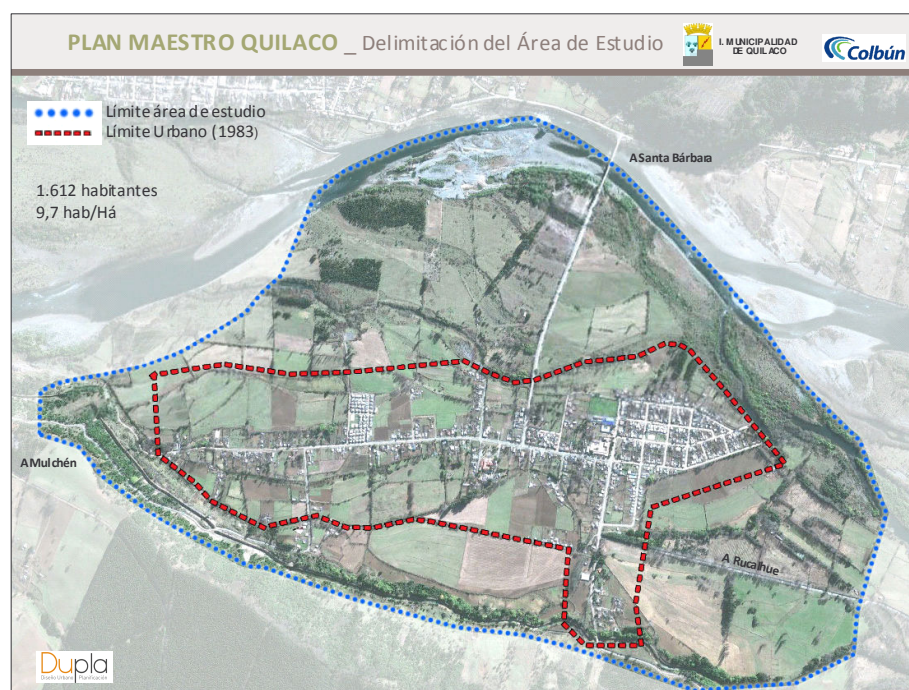 PLAN MAESTRO QUILACO _ Delimitación del Área de Estudio
I. MUNICIPALIDAD
DE QUILACO
Colbún
Límite área de estudio
Límite Urbano (1983)
A Santa Bárbara
1.612 habitantes
9,7 hab/Há
A Mulchén
A Rucalhue
Dupla
Diseño Urbano y Planificación